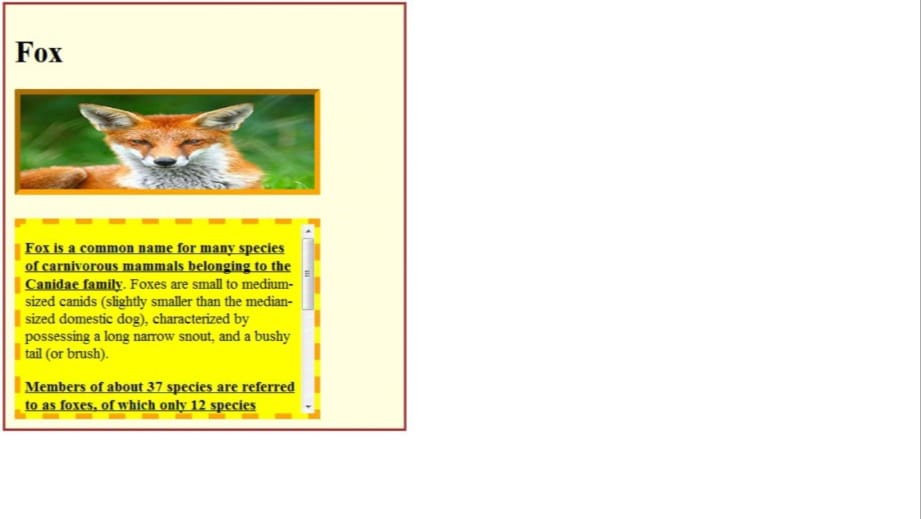 Fox
Fox is a common name for many species
of carnivorous mammals belonging to the
Canidae family. Foxes are small to medium-
sized canids (slightly smaller than the median-
sized domestic dog), characterized by
possessing a long narrow snout, and a bushy
tail (or brush).
Members of about 37 species are referred
to as foxes, of which only 12 species